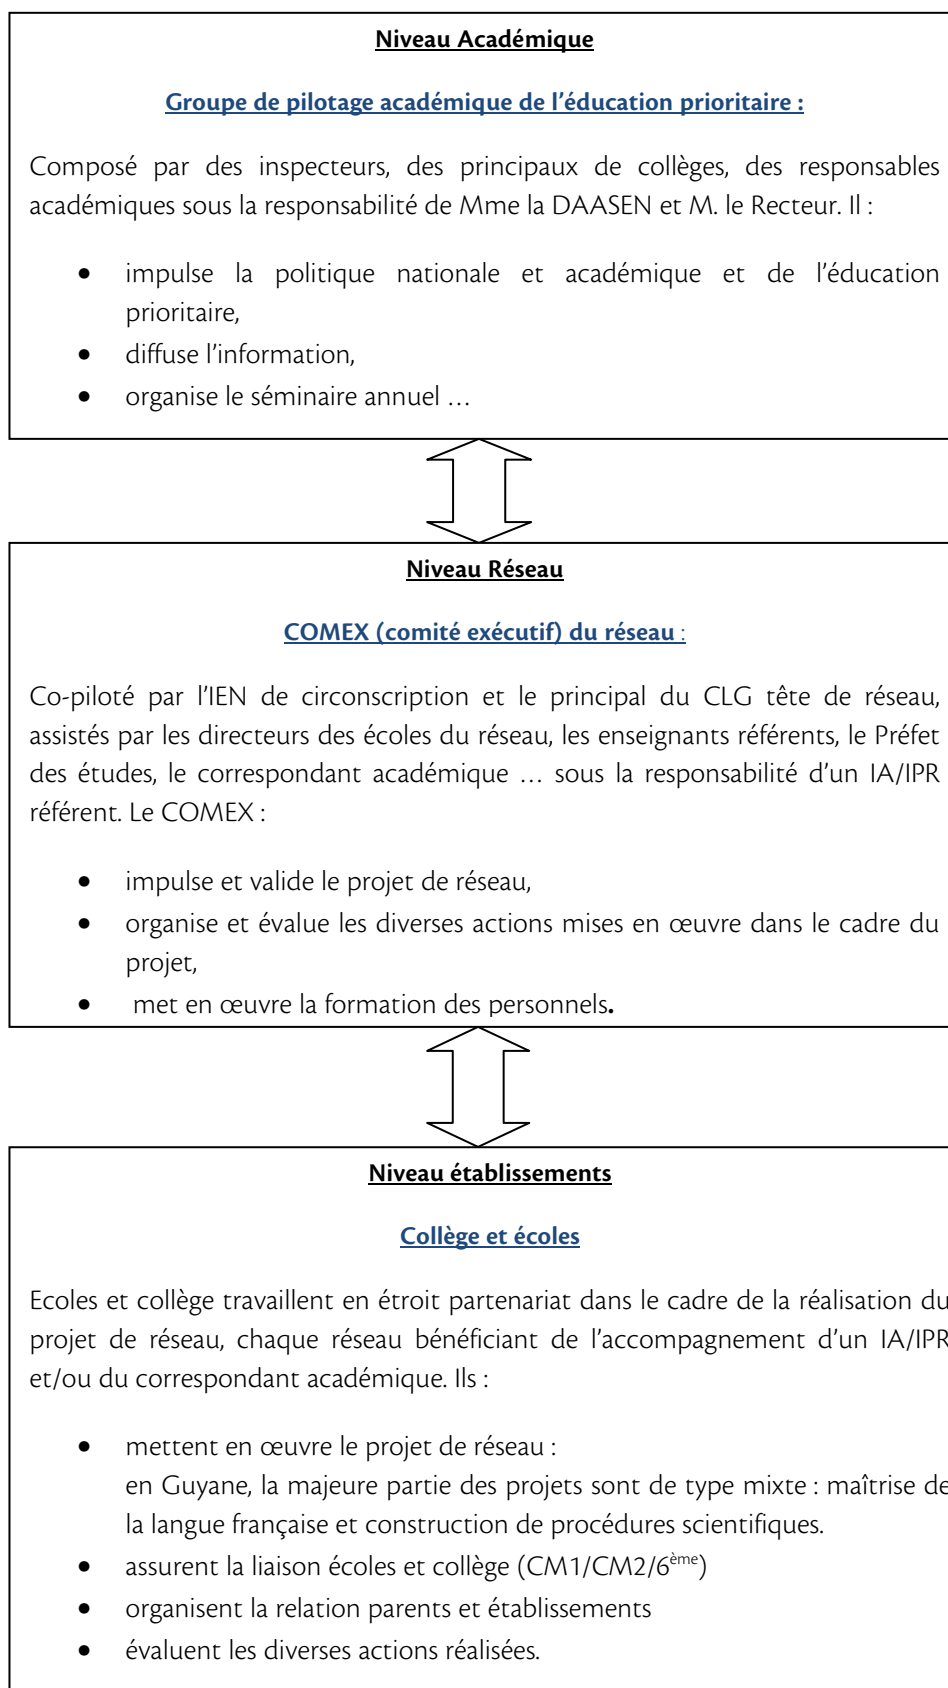 Niveau Académique
Groupe de pilotage académique de l'éducation prioritaire :
Composé par des inspecteurs, des principaux de collèges, des responsables
académiques sous la responsabilité de Mme la DAASEN et M. le Recteur. Il :
• impulse la politique nationale et académique et de l'éducation
prioritaire,
• diffuse l'information,
• organise le séminaire annuel …
Niveau Réseau
COMEX (comité exécutif) du réseau :
Co-piloté par l'IEN de circonscription et le principal du CLG tête de réseau,
assistés par les directeurs des écoles du réseau, les enseignants référents, le Préfet
des études, le correspondant académique … sous la responsabilité d'un IA/IPR
référent. Le COMEX :
• impulse et valide le projet de réseau,
• organise et évalue les diverses actions mises en œuvre dans le cadre du
projet,
• met en œuvre la formation des personnels.
Niveau établissements
Collège et écoles
Ecoles et collège travaillent en étroit partenariat dans le cadre de la réalisation du
projet de réseau, chaque réseau bénéficiant de l'accompagnement d'un IA/IPR
et/ou du correspondant académique. Ils :
• mettent en œuvre le projet de réseau :
en Guyane, la majeure partie des projets sont de type mixte : maîtrise de
la langue française et construction de procédures scientifiques.
• assurent la liaison écoles et collège (CM1/CM2/6ème)
• organisent la relation parents et établissements
• évaluent les diverses actions réalisées.